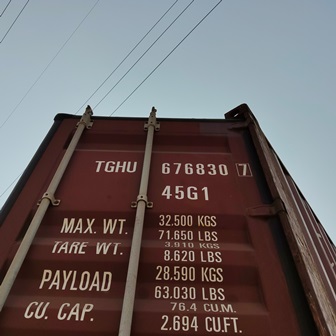 TGHU 676830 7
45G1
MAX. WT. 32.500 KGS
71.650 LBS
TARE WT. 3.910 KGS
8.620 LBS
PAYLOAD 28.590 KGS
63.030 LBS
CU. CAP. 76.4 CU.M.
2.694 CU.FT.